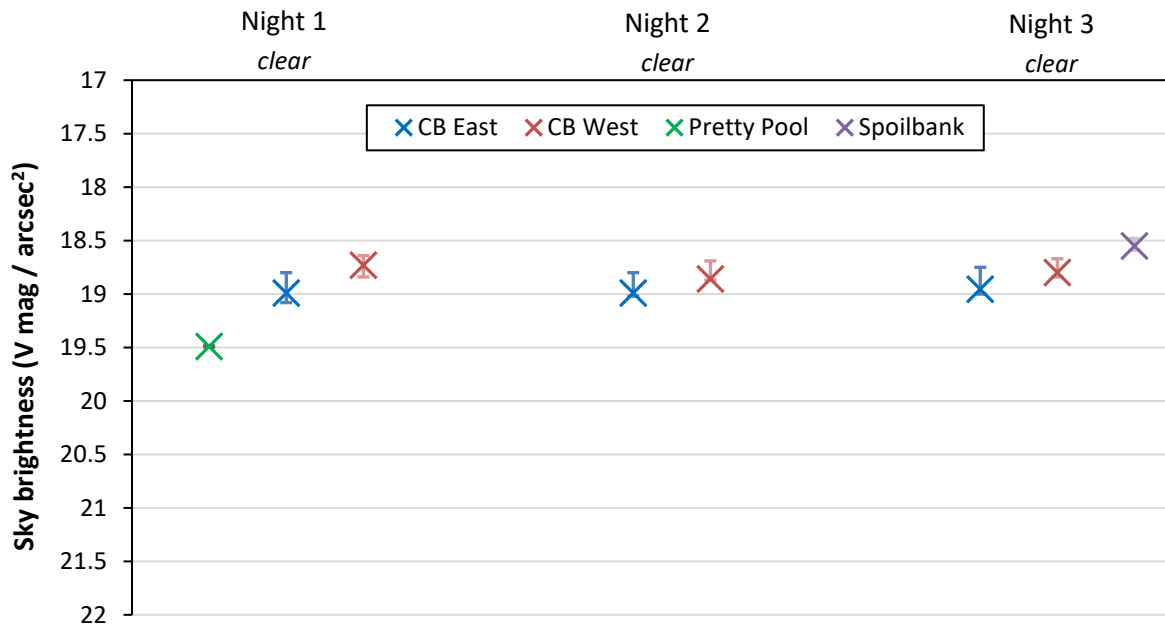 Night 1 Night 2 Night 3
clear clear clear
CB East CB West Pretty Pool Spoilbank
Sky brightness (V mag / arcsec²)
17
17.5
18
18.5
19
19.5
20
20.5
21
21.5
22